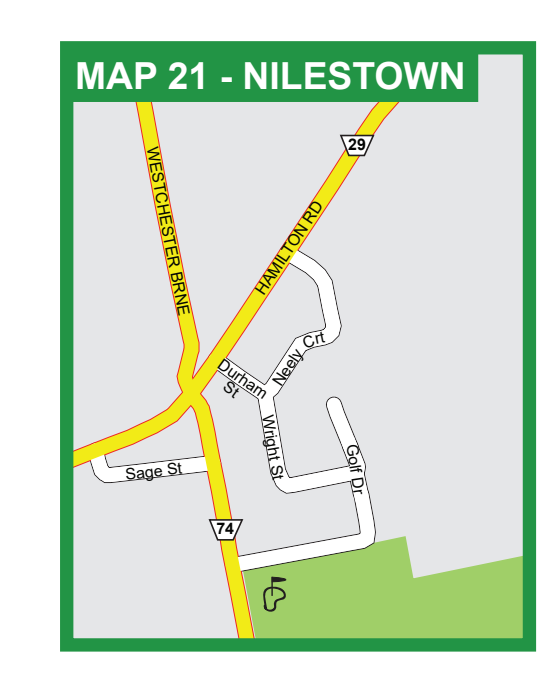 MAP 21 - NILESTOWN
29
WESTCHESTER BRNE
HAMILTON RD
Neely Crt
Durham
St
Wright St
Golf Dr
Sage St
74